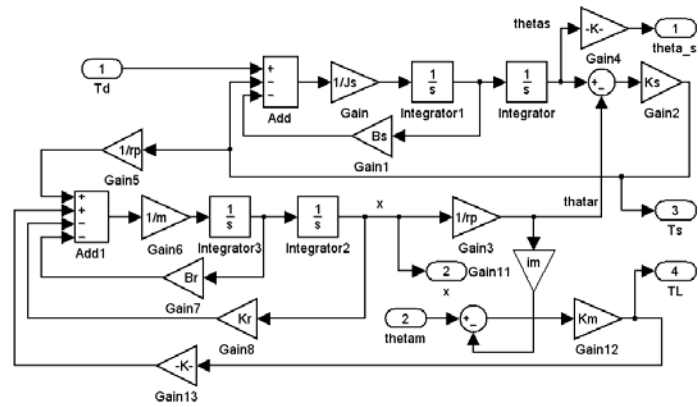 thetas
-K-
1
Gain4
theta_s
1
Td
+
−
−
Add
1/Js
Gain
1
s
Integrator1
1
s
Integrator
+
−
Ks
Gain2
Bs
Gain1
1/rp
Gain5
+
+
−
−
Add1
1/m
Gain6
1
s
Integrator3
1
s
Integrator2
x
1/rp
Gain3
thatar
3
Ts
Br
Gain7
im
Gain11
2
x
4
TL
Kr
Gain8
2
thetam
+
−
Km
Gain12
-K-
Gain13